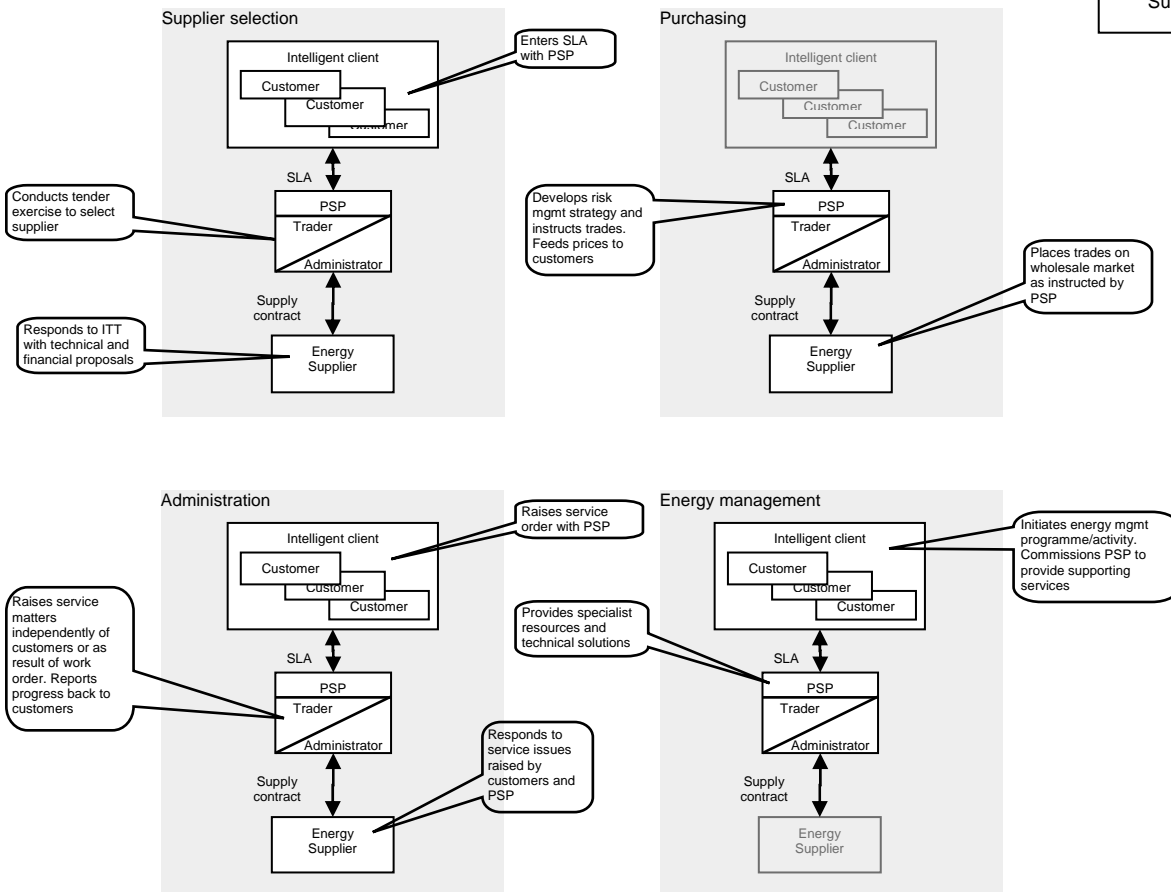 Supplier selection
Intelligent client
Customer
Customer
Customer
Enters SLA
with PSP
SLA
Conducts tender
exercise to select
supplier
PSP
Trader
Administrator
Supply
contract
Responds to ITT
with technical and
financial proposals
Energy
Supplier
Purchasing
Intelligent client
Customer
Customer
Customer
SLA
Develops risk
mgmt strategy and
instructs trades.
Feeds prices to
customers
PSP
Trader
Administrator
Places trades on
wholesale market
as instructed by
PSP
Supply
contract
Energy
Supplier
Su
Administration
Intelligent client
Customer
Customer
Customer
Raises service
order with PSP
SLA
Raises service
matters
independently of
customers or as
result of work
order. Reports
progress back to
customers
PSP
Trader
Administrator
Supply
contract
Responds to
service issues
raised by
customers and
PSP
Energy
Supplier
Energy management
Intelligent client
Customer
Customer
Customer
Initiates energy mgmt
programme/activity.
Commissions PSP to
provide supporting
services
Provides specialist
resources and
technical solutions
SLA
PSP
Trader
Administrator
Supply
contract
Energy
Supplier